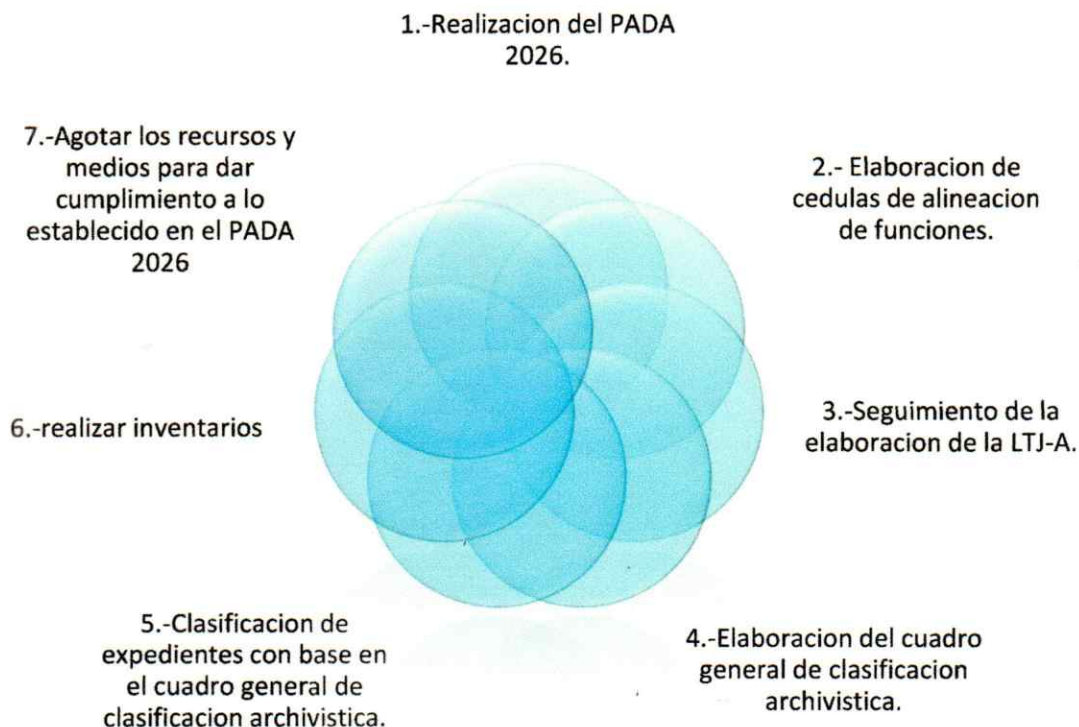 1.-Realizacion del PADA
2026.
2.- Elaboracion de
cedulas de alineacion
de funciones.
3.-Seguimiento de la
elaboracion de la LTJ-A.
4.-Elaboracion del cuadro
general de clasificacion
archivistica.
5.-Clasificacion de
expedientes con base en
el cuadro general de
clasificacion archivistica.
6.-realizar inventarios
7.-Agotar los recursos y
medios para dar
cumplimiento a lo
establecido en el PADA
2026